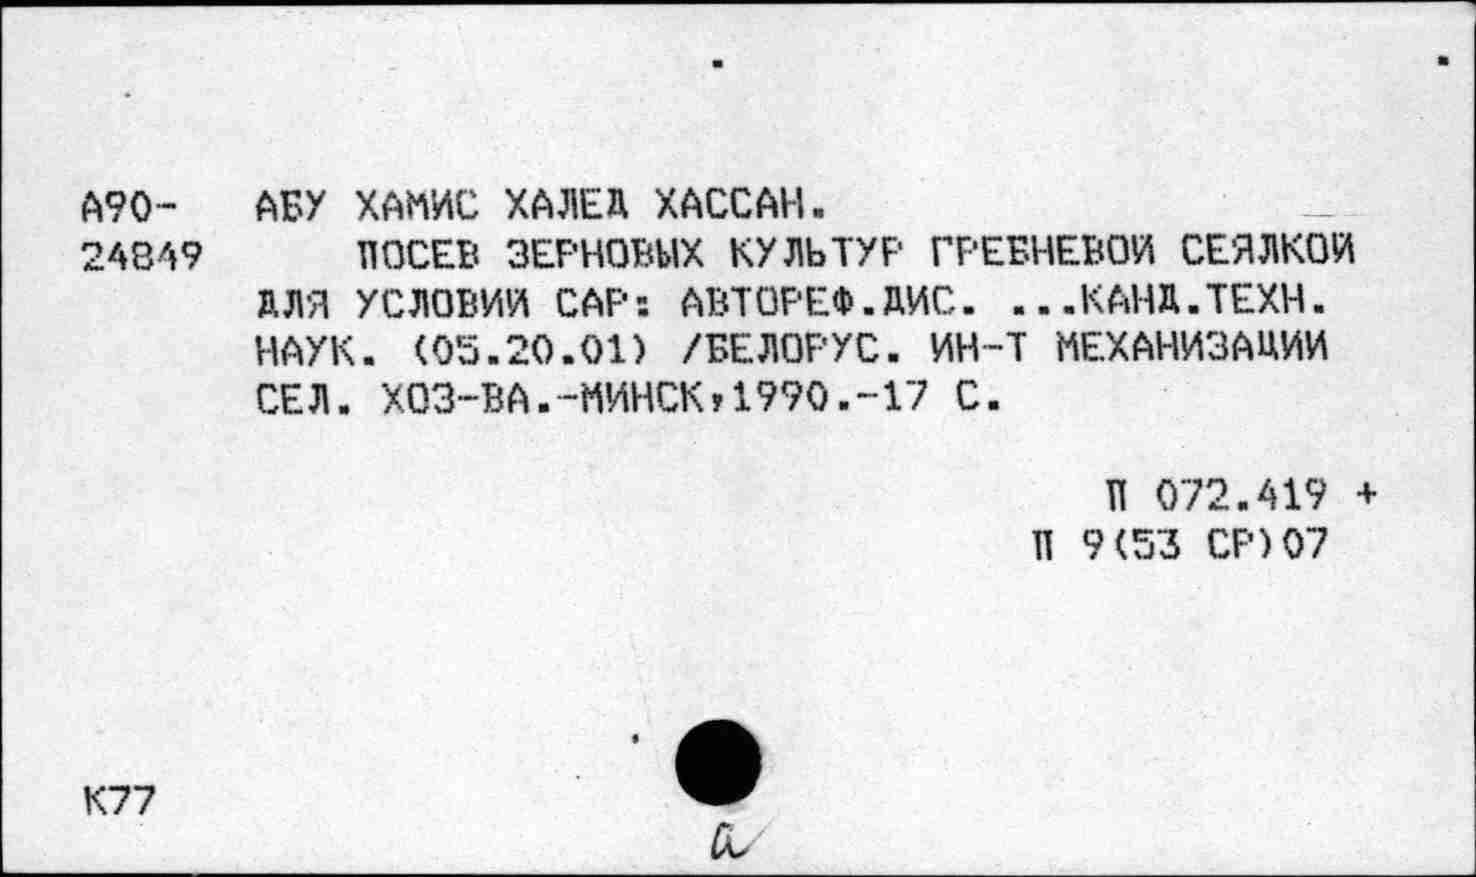 А90- АБУ ХАМИС ХАЛЕД ХАССАН.
24849 ПОСЕВ ЗЕРНОВЫХ КУЛЬТУР ГРЕБНЕВОЙ СЕЯЛКОЙ
ДЛЯ УСЛОВИЙ САР: АВТОРЕФ.ДИС. ...КАНД.ТЕХН.
НАУК. (05.20.01) /БЕЛОРУС. ИН-Т МЕХАНИЗАЦИИ
СЕЛ. ХОЗ-ВА.-МИНСК,1990.-17 С.
П 072.419 +
П 9(53 СР)07
К77
а